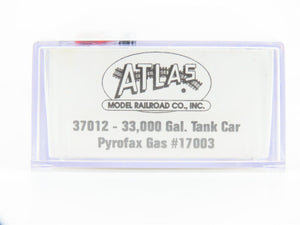 ATLAS
MODEL RAILROAD CO., INC.
37012 - 33,000 Gal. Tank Car
Pyrofax Gas #17003